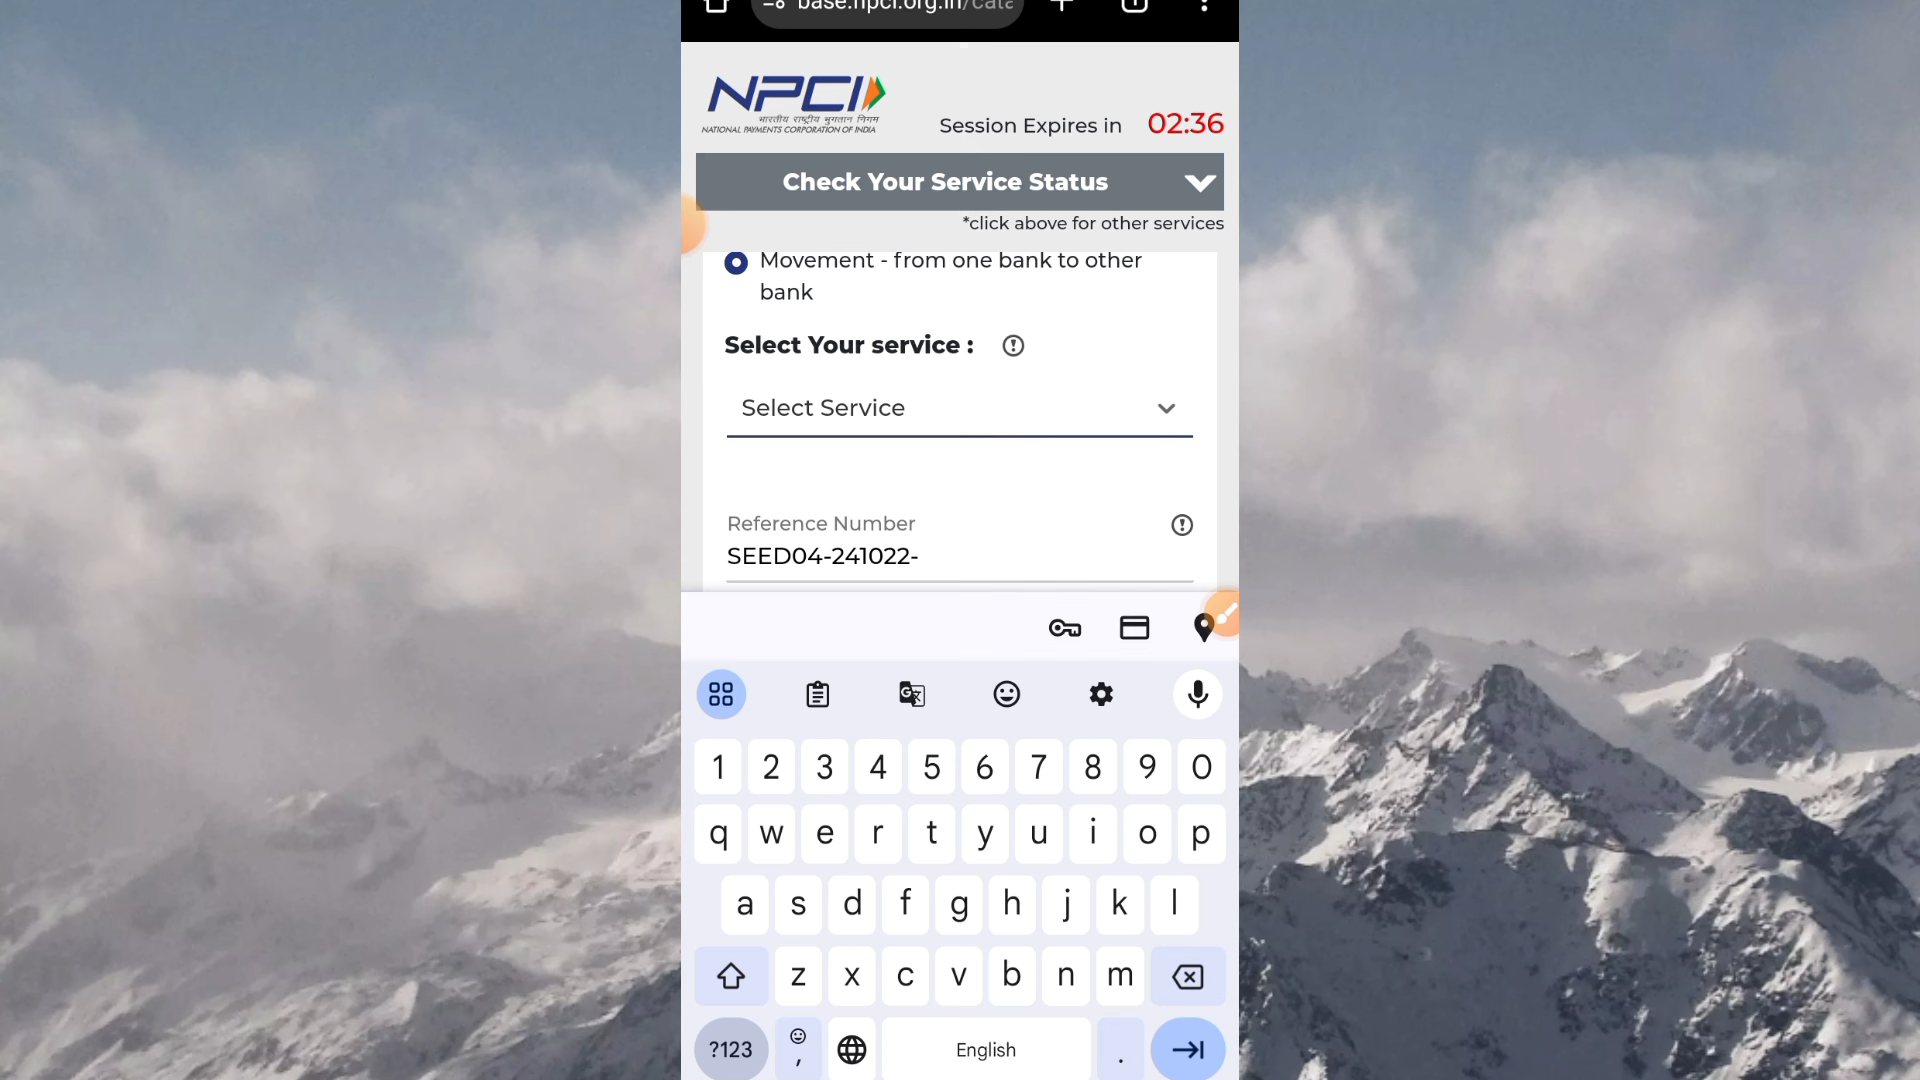 base.npci.org.in/cata
NPCI
भारतीय राष्ट्रीय भुगतान निगम
NATIONAL PAYMENTS CORPORATION OF INDIA
Session Expires in 02:36
Check Your Service Status
*click above for other services
Movement - from one bank to other
bank
Select Your service :
Select Service
Reference Number
SEED04-241022-
1 2 3 4 5 6 7 8 9 0
q w e r t y u i o p
a s d f g h j k l
z x c v b n m
?123 , English .